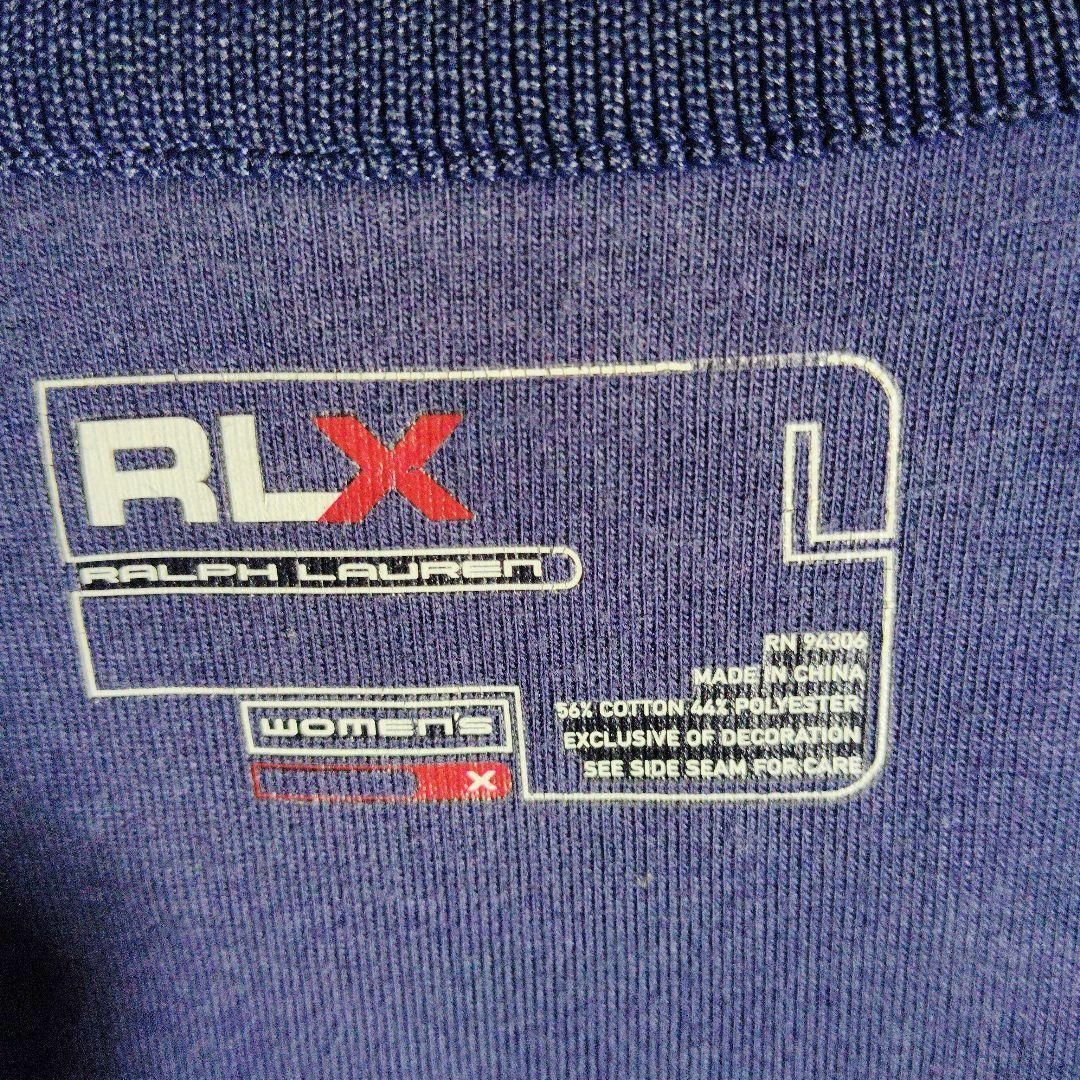 RLX
L
RALPH LAUREN
RN 94306
MADE IN CHINA
56% COTTON 44% POLYESTER
EXCLUSIVE OF DECORATION
SEE SIDE SEAM FOR CARE
WOMEN'S
X